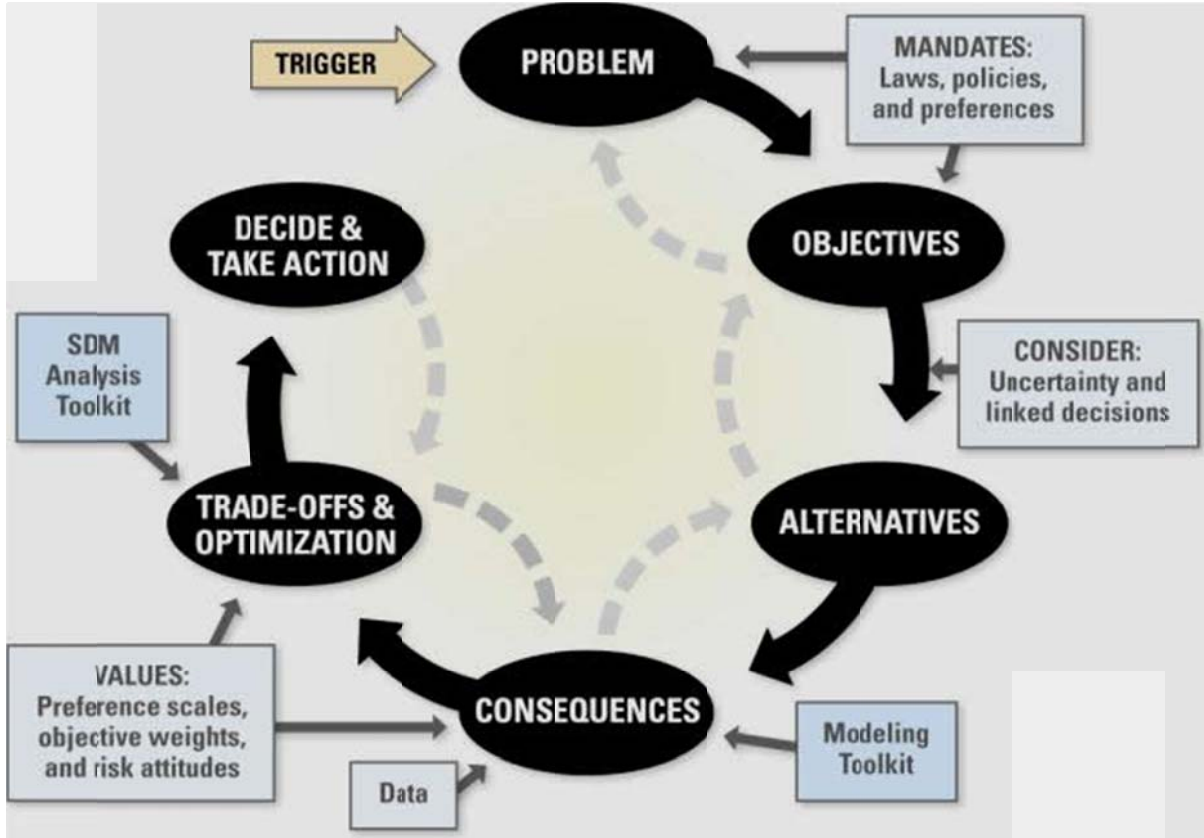 TRIGGER
PROBLEM
MANDATES:
Laws, policies,
and preferences
DECIDE &
TAKE ACTION
OBJECTIVES
SDM
Analysis
Toolkit
CONSIDER:
Uncertainty and
linked decisions
TRADE-OFFS &
OPTIMIZATION
ALTERNATIVES
VALUES:
Preference scales,
objective weights,
and risk attitudes
CONSEQUENCES
Data
Modeling
Toolkit